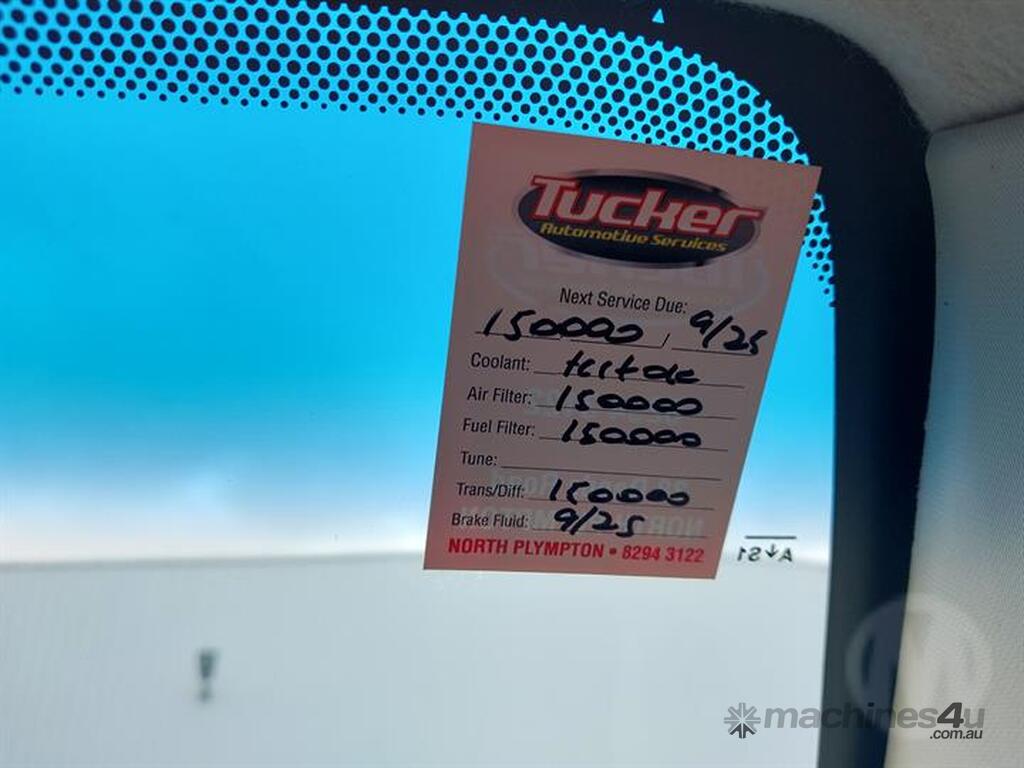 Tucker
Automotive Services
Next Service Due:
150000 / 9/25
Coolant:
Air Filter: 150000
Fuel Filter: 150000
Tune:
Trans/Diff: 150000
Brake Fluid: 9/25
NORTH PLYMPTON • 8294 3122
machines4u
.com.au